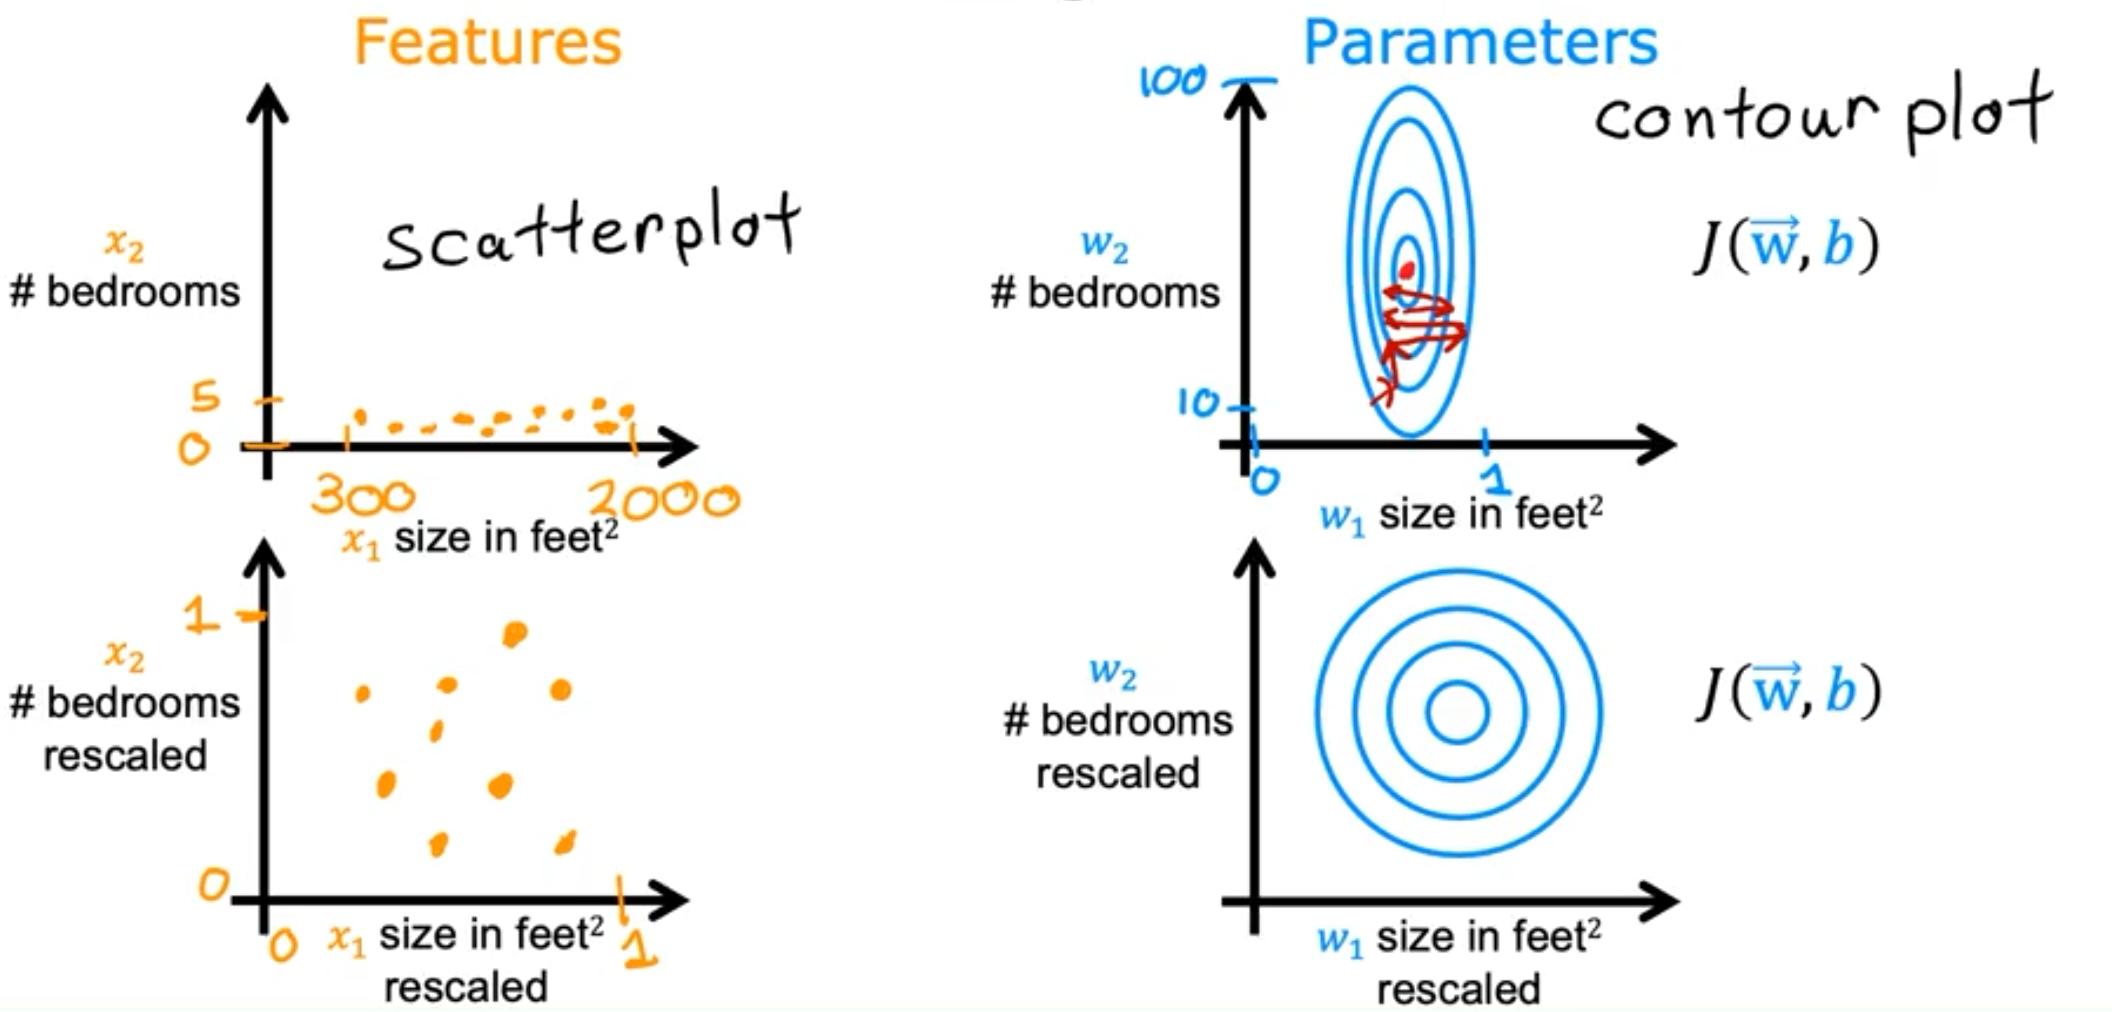 Features
scatterplot
x₂
# bedrooms
5
0
300
2000
x₁ size in feet²
1
x₂
# bedrooms
rescaled
0
0
x₁ size in feet²
1
rescaled
Parameters
100
contour plot
w₂
# bedrooms
J(w⃗, b)
10
0
1
w₁ size in feet²
w₂
# bedrooms
rescaled
J(w⃗, b)
w₁ size in feet²
rescaled